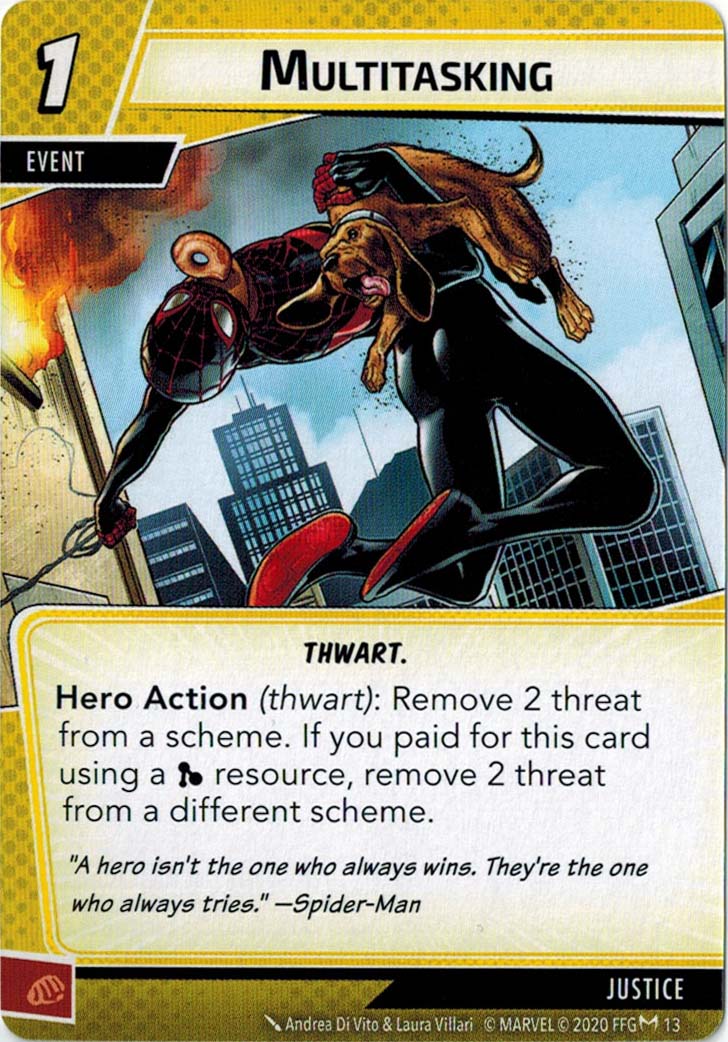 1
MULTITASKING
EVENT
THWART.
Hero Action (thwart): Remove 2 threat
from a scheme. If you paid for this card
using a resource, remove 2 threat
from a different scheme.
"A hero isn't the one who always wins. They're the one
who always tries." —Spider-Man
JUSTICE
Andrea Di Vito & Laura Villari © MARVEL © 2020 FFG 13